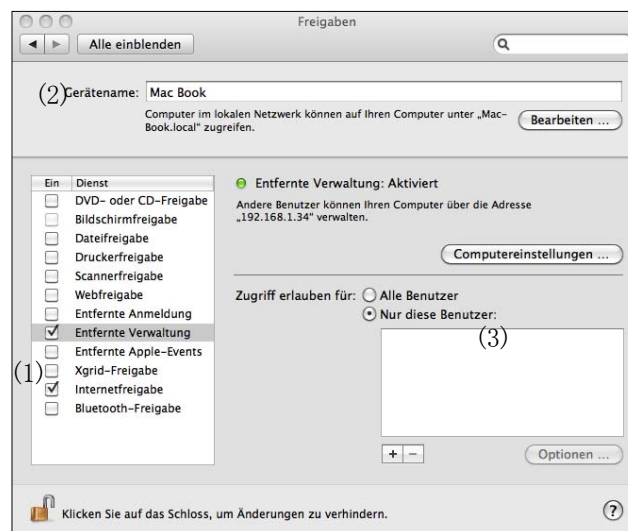 Freigaben
Alle einblenden
(2) Gerätename: Mac Book
Computer im lokalen Netzwerk können auf Ihren Computer unter „Mac-
Book.local“ zugreifen.
Bearbeiten ...
Ein Dienst
DVD- oder CD-Freigabe
Bildschirmfreigabe
Dateifreigabe
Druckerfreigabe
Scannerfreigabe
Webfreigabe
Entfernte Anmeldung
Entfernte Verwaltung
Entfernte Apple-Events
(1) Xgrid-Freigabe
Internetfreigabe
Bluetooth-Freigabe
Entfernte Verwaltung: Aktiviert
Andere Benutzer können Ihren Computer über die Adresse
„192.168.1.34“ verwalten.
Computereinstellungen ...
Zugriff erlauben für: Alle Benutzer
Nur diese Benutzer:
(3)
+ −
Optionen ...
Klicken Sie auf das Schloss, um Änderungen zu verhindern.
?